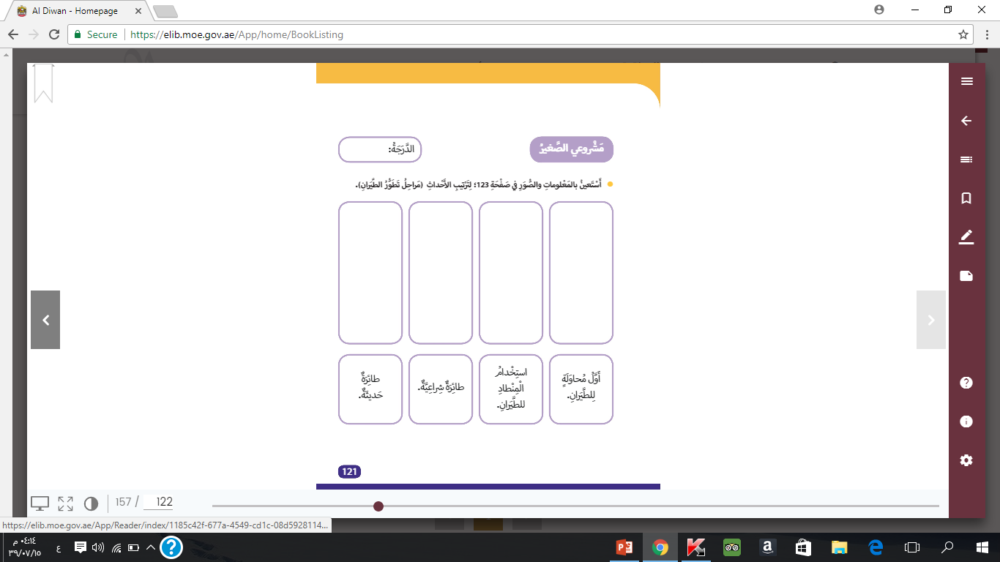 Al Diwan - Homepage
Secure | https://elib.moe.gov.ae/App/home/BookListing
مَشْروعي الصَّغيرُ
الدَّرَجَةُ:
أَسْتَعينُ بالمَعْلوماتِ والصُّوَرِ في صَفْحَةِ 123؛ لِتَرْتيبِ الأَحْداثِ (مَراحِلُ تَطَوُّرُ الطَّيَرانِ).
أَوَّلُ مُحاوَلَةٍ
لِلطَّيَرانِ.
استِخْدامُ
الْمِنْطادِ
للطَّيَرانِ.
طائِرَةٌ شِراعِيَّةٌ.
طائِرَةٌ
حَديثَةٌ.
121
157 / 122
https://elib.moe.gov.ae/App/Reader/index/1185c42f-677a-4549-cd1c-08d5928114...
٠٤:١٤ م
٣٩/٠٧/١٥
ع